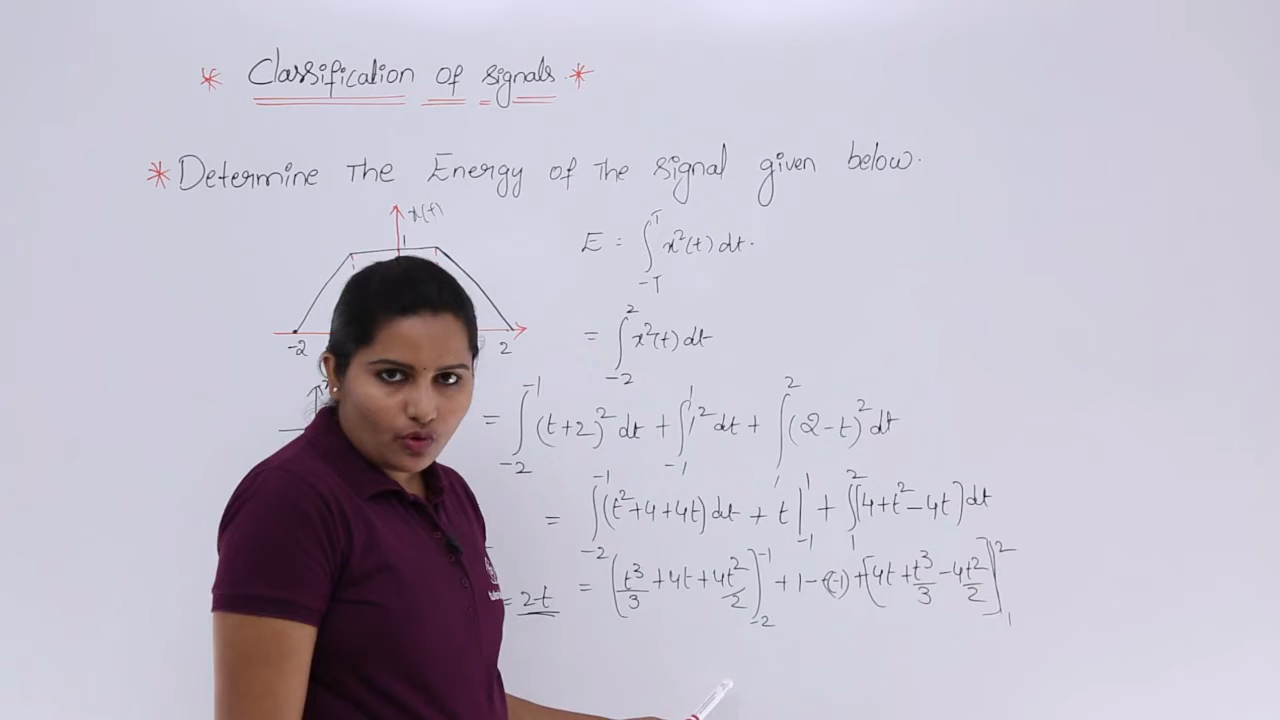 * Classification of signals. *
* Determine The Energy of The signal given below.
x(t)
1
-2 2
E = ∫_{-T}^{T} x²(t) dt.
= ∫_{-2}^{2} x²(t) dt
= ∫_{-2}^{-1} (t+2)² dt + ∫_{-1}^{1} 1² dt + ∫_{1}^{2} (2-t)² dt
= ∫_{-2}^{-1} (t²+4+4t) dt + t|_{-1}^{1} + ∫_{1}^{2} [4+t²-4t] dt
= (t³/3 + 4t + 4t²/2)_{-2}^{-1} + 1-(-1) + [4t + t³/3 - 4t²/2]_{1}^{2}
= 2-t